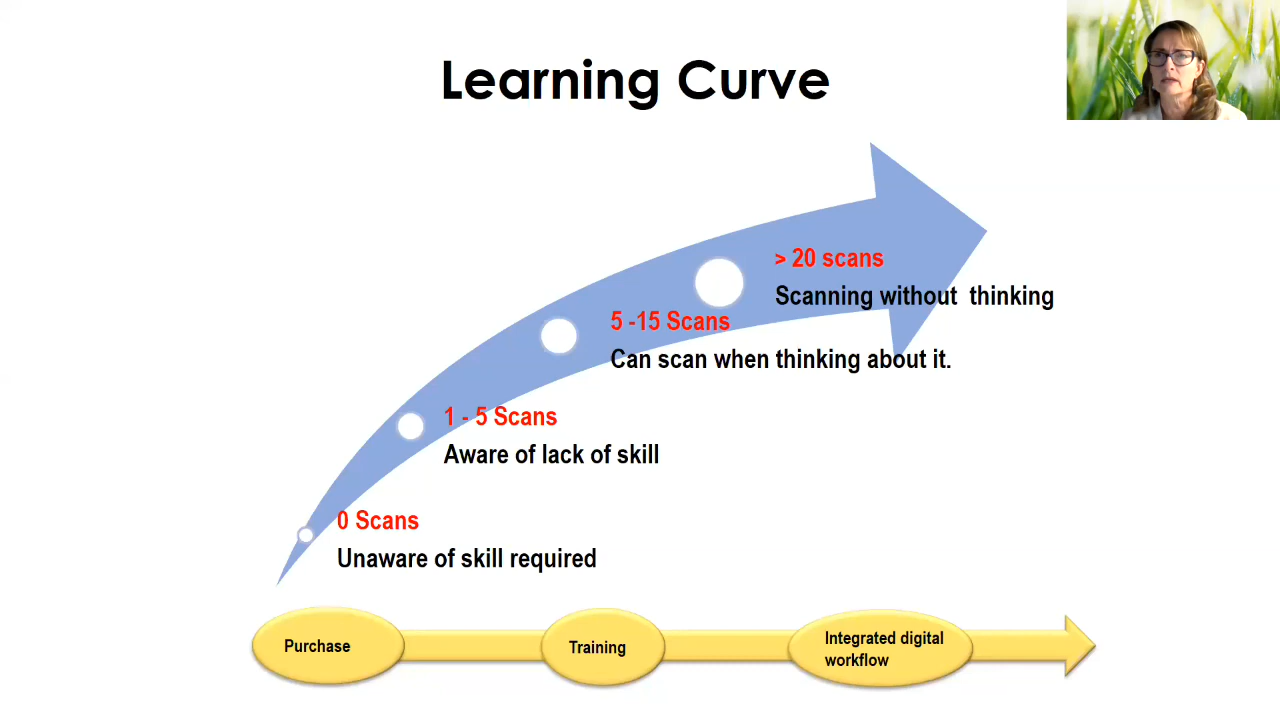 Learning Curve
> 20 scans
Scanning without  thinking
5 -15 Scans
Can scan when thinking about it.
1 - 5 Scans
Aware of lack of skill
0 Scans
Unaware of skill required
Purchase
Training
Integrated digital
workflow